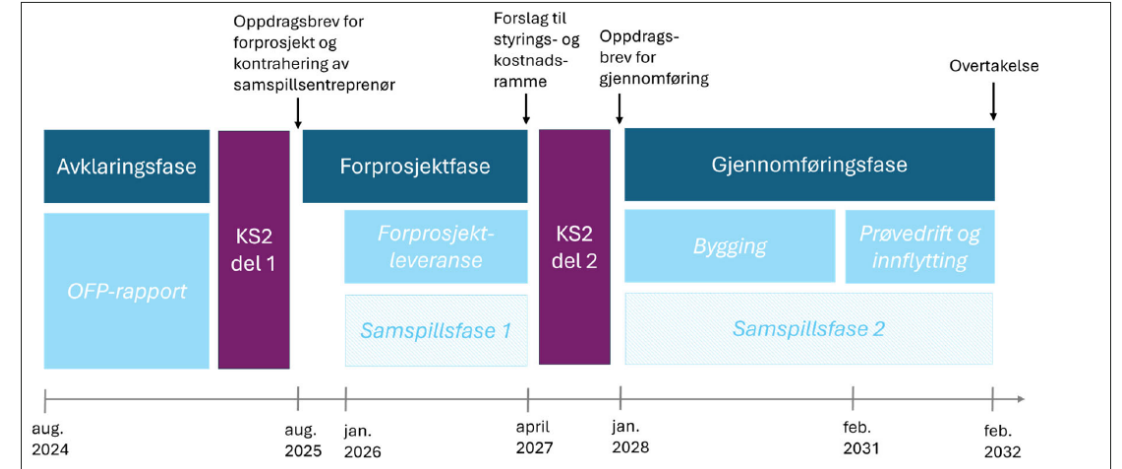 Oppdragsbrev for
forprosjekt og
kontrahering av
samspillsentreprenør
Forslag til
styrings- og
kostnads-
ramme
Oppdrags-
brev for
gjennomføring
Overtakelse
Avklaringsfase
KS2
del 1
Forprosjektfase
KS2
del 2
Gjennomføringsfase
OFP-rapport
Forprosjekt-
leveranse
Samspillsfase 1
Bygging
Prøvedrift og
innflytting
Samspillsfase 2
aug.
2024
aug.
2025
jan.
2026
april
2027
jan.
2028
feb.
2031
feb.
2032